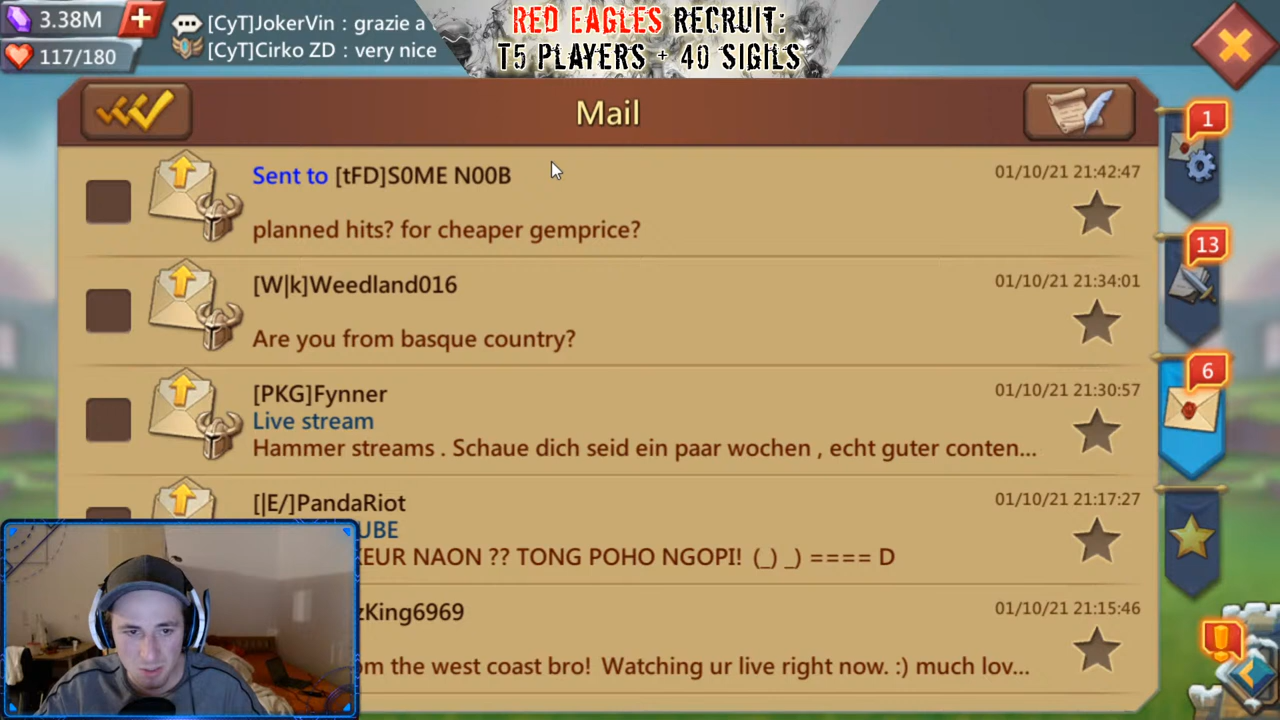 3.38M
117/180
[CyT]JokerVin : grazie a
[CyT]Cirko ZD : very nice
RED EAGLES RECRUIT:
T5 PLAYERS + 40 SIGILS
Mail
Sent to [tFD]S0ME N00B
01/10/21 21:42:47
planned hits? for cheaper gemprice?
[W|k]Weedland016
01/10/21 21:34:01
Are you from basque country?
[PKG]Fynner
01/10/21 21:30:57
Live stream
Hammer streams . Schaue dich seid ein paar wochen , echt guter conten...
[|E/]PandaRiot
01/10/21 21:17:27
UBE
EUR NAON ?? TONG POHO NGOPI! (_) _) ==== D
zKing6969
01/10/21 21:15:46
om the west coast bro! Watching ur live right now. :) much lov...
1
13
6